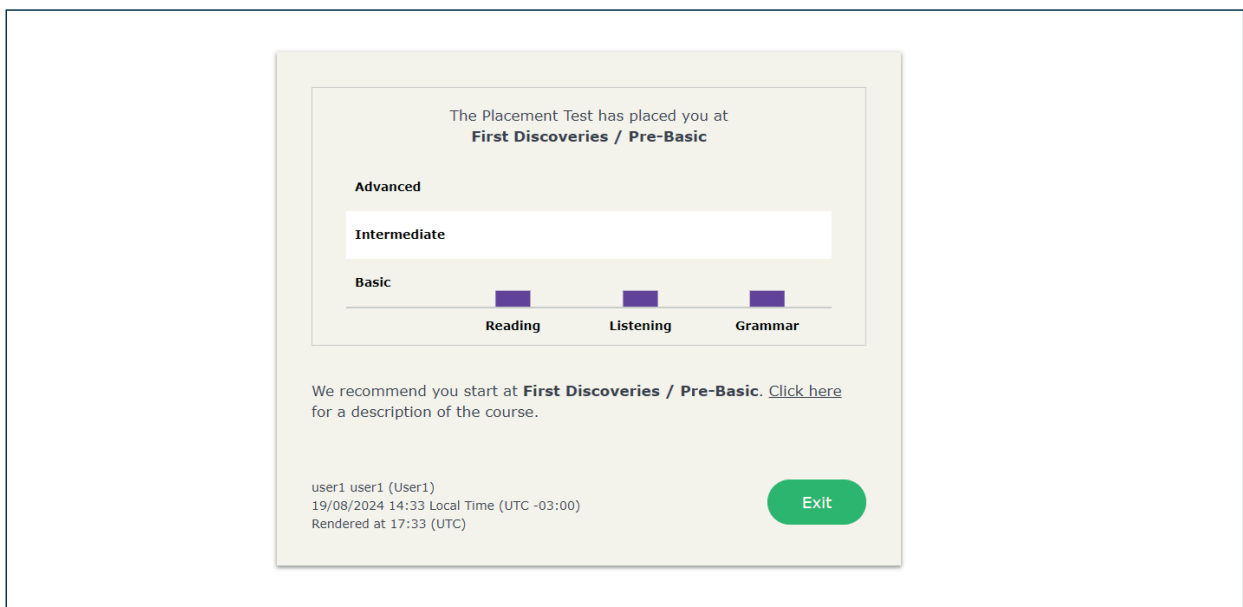 The Placement Test has placed you at
First Discoveries / Pre-Basic
Advanced
Intermediate
Basic
Reading Listening Grammar
We recommend you start at First Discoveries / Pre-Basic. Click here
for a description of the course.
user1 user1 (User1)
19/08/2024 14:33 Local Time (UTC -03:00)
Rendered at 17:33 (UTC)
Exit